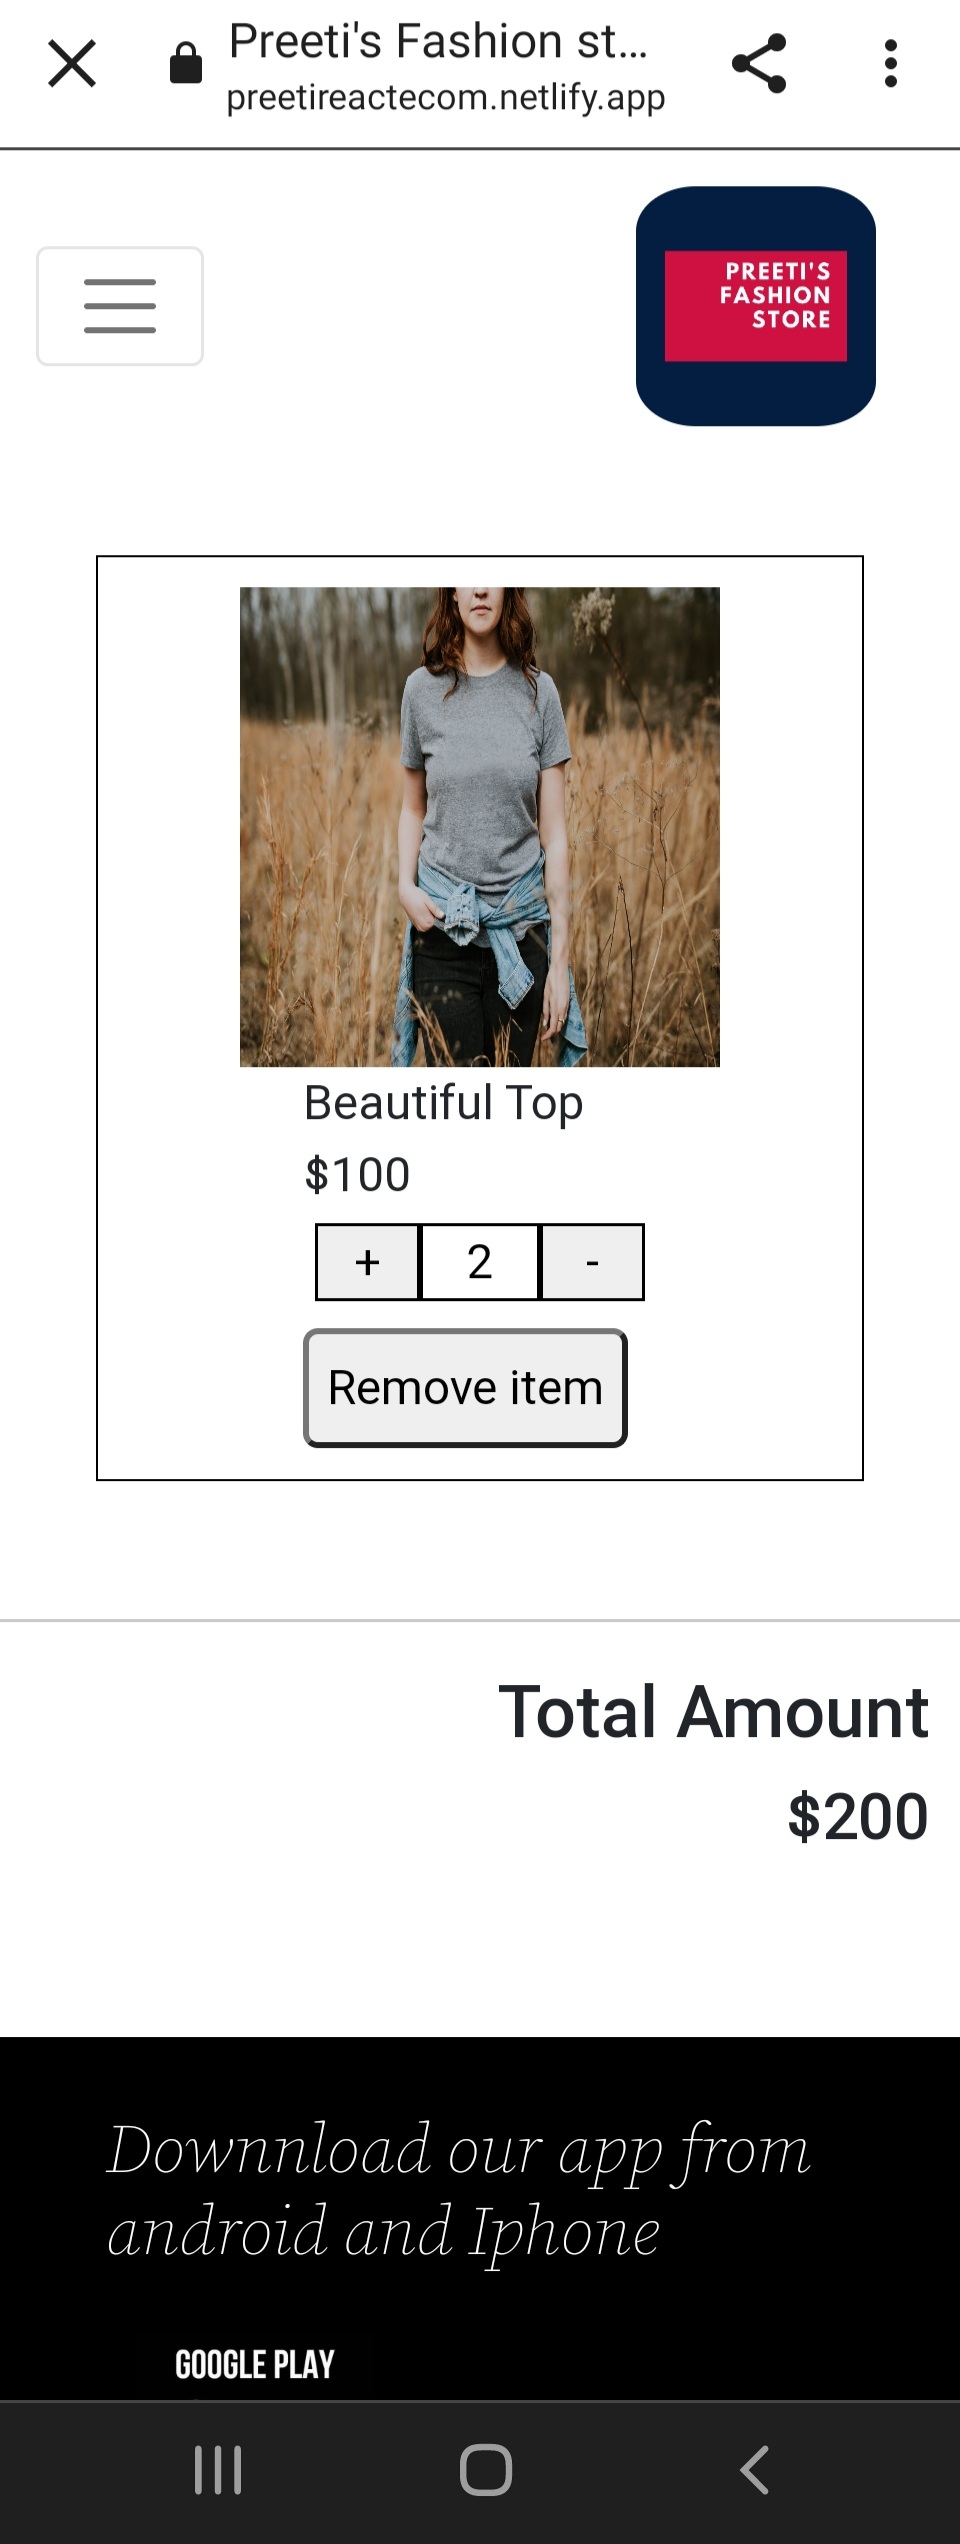 Preeti's Fashion st...
preetireactecom.netlify.app
PREETI'S
FASHION
STORE
Beautiful Top
$100
+ 2 -
Remove item
Total Amount
$200
Downnload our app from
android and Iphone
GOOGLE PLAY